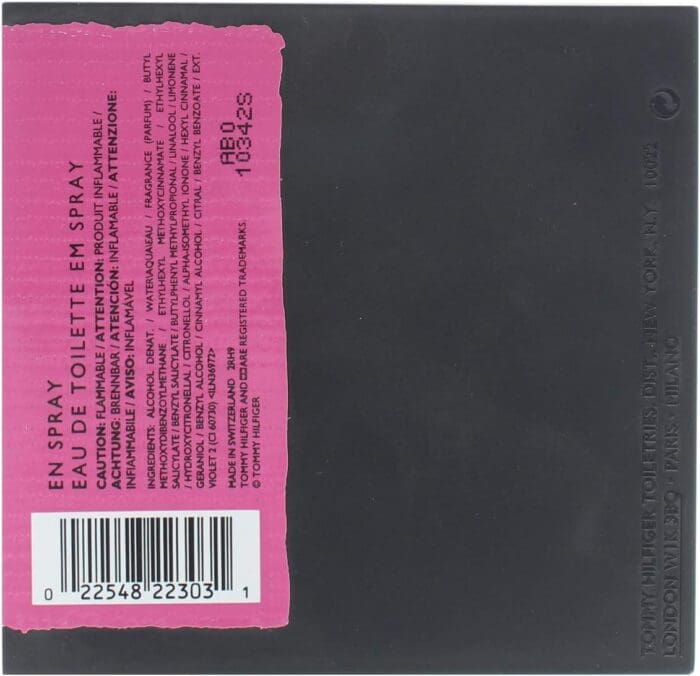 EN SPRAY
EAU DE TOILETTE EM SPRAY
CAUTION: FLAMMABLE / ATTENTION: PRODUIT INFLAMMABLE /
ACHTUNG: BRENNBAR / ATENCIÓN: INFLAMABLE / ATTENZIONE:
INFIAMMABILE / AVISO: INFLAMÁVEL
INGREDIENTS: ALCOHOL DENAT. / WATER\AQUA\EAU / FRAGRANCE (PARFUM) / BUTYL
METHOXYDIBENZOYLMETHANE / ETHYLHEXYL METHOXYCINNAMATE / ETHYLHEXYL
SALICYLATE / BENZYL SALICYLATE / BUTYLPHENYL METHYLPROPIONAL / LINALOOL / LIMONENE
/ HYDROXYCITRONELLAL / CITRONELLOL / ALPHA-ISOMETHYL IONONE / HEXYL CINNAMAL /
GERANIOL / BENZYL ALCOHOL / CINNAMYL ALCOHOL / CITRAL / BENZYL BENZOATE / EXT.
VIOLET 2 (CI 60730) <ILN36972>
MADE IN SWITZERLAND 2RH9
TOMMY HILFIGER AND ARE REGISTERED TRADEMARKS.
© TOMMY HILFIGER
AB0
10342S
0 22548 22303 1
TOMMY HILFIGER TOILETRIES, DIST., NEW YORK, N.Y. 10022
LONDON W1K 3BQ • PARIS • MILANO